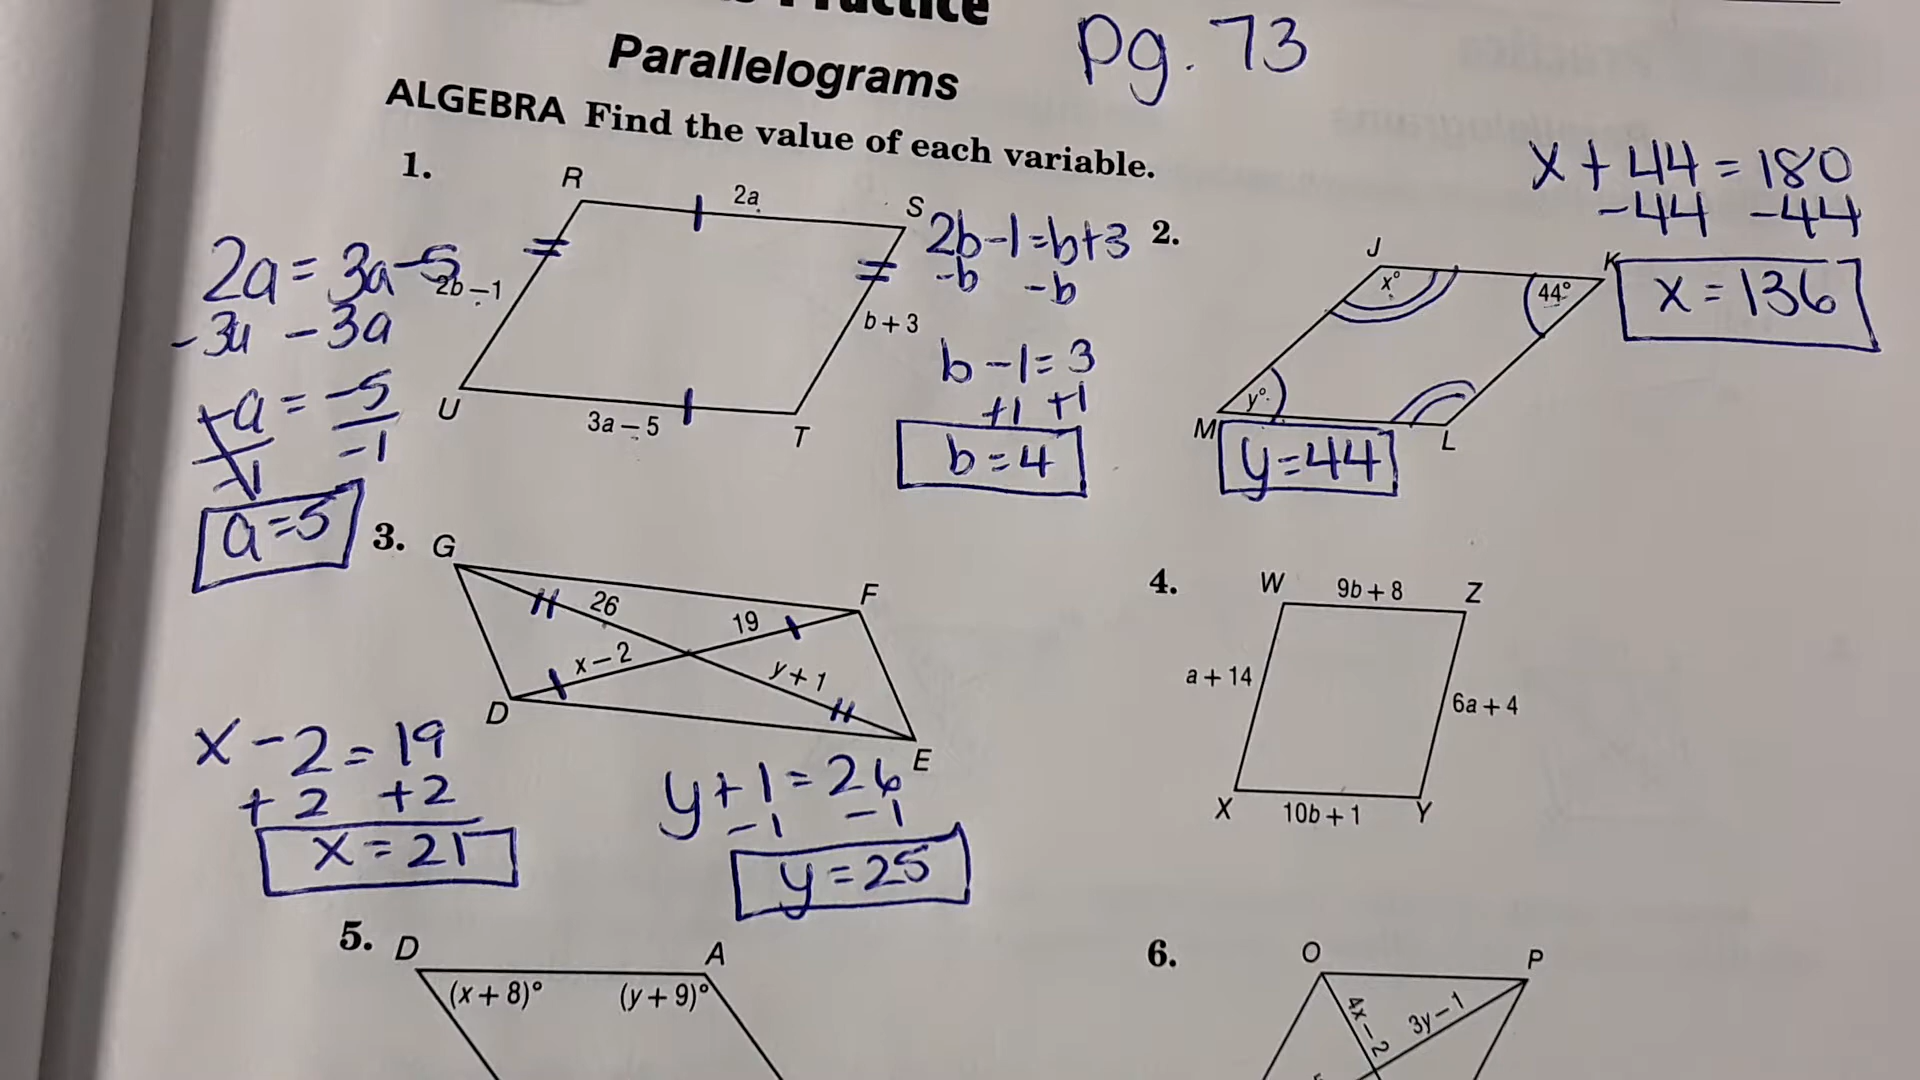 Practice
Parallelograms
pg. 73
ALGEBRA Find the value of each variable.
1.
R
2a
S
2b - 1
b + 3
U
3a - 5
T
2a = 3a - 5
-3a - 3a
-a = -5
-1 -1
a = 5
2b - 1 = b + 3
-b -b
b - 1 = 3
+1 +1
b = 4
2.
J
K
x°
44°
y°
M
L
x + 44 = 180
-44 -44
x = 136
y = 44
3.
G
26
19
F
x - 2
y + 1
D
E
x - 2 = 19
+ 2 +2
x = 21
y + 1 = 26
-1 -1
y = 25
4.
W
9b + 8
Z
a + 14
6a + 4
X
10b + 1
Y
5.
D
A
(x + 8)°
(y + 9)°
6.
O
P
4x - 2
3y - 1